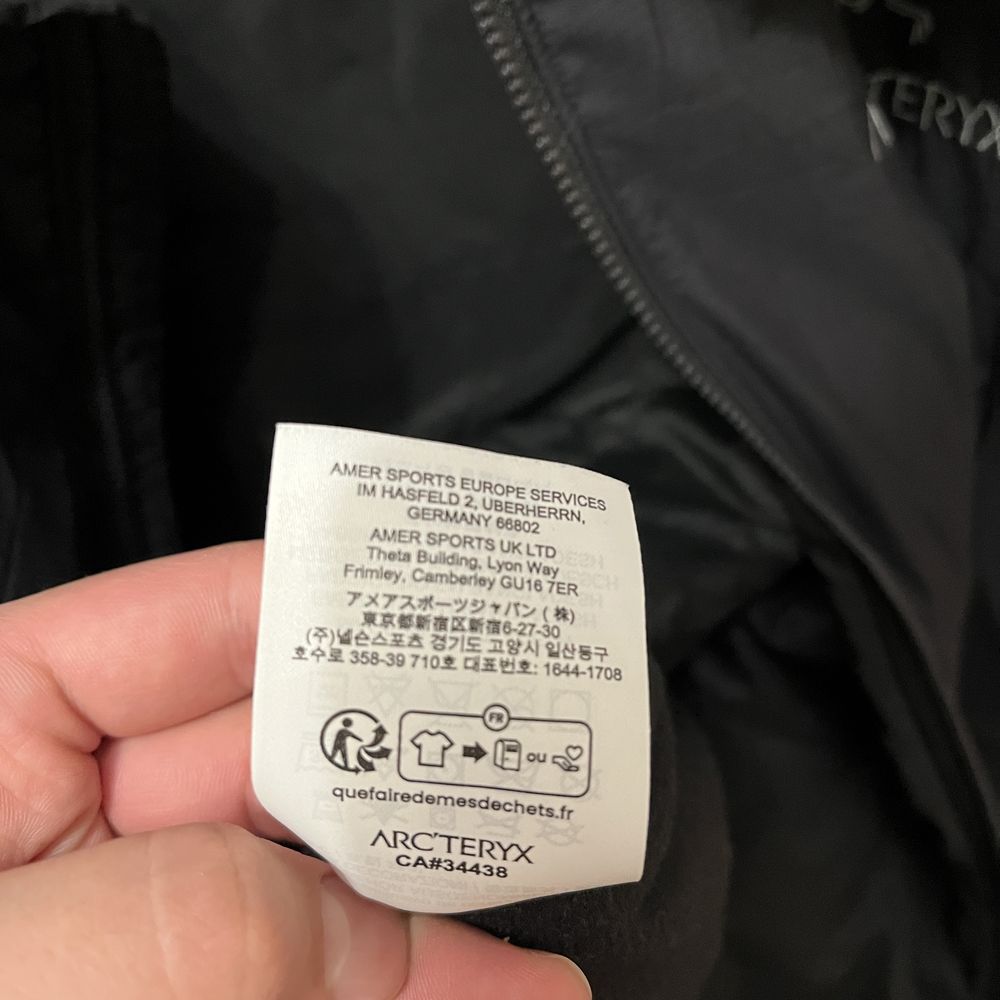 ERYX
AMER SPORTS EUROPE SERVICES
IM HASFELD 2, UBERHERRN,
GERMANY 66802
AMER SPORTS UK LTD
Theta Building, Lyon Way
Frimley, Camberley GU16 7ER
アメアスポーツジャパン (株)
東京都新宿区新宿6-27-30
(주)넬슨스포츠 경기도 고양시 일산동구
호수로 358-39 710호 대표번호: 1644-1708
FR
ou
quefairedemesdechets.fr
ARC'TERYX
CA#34438